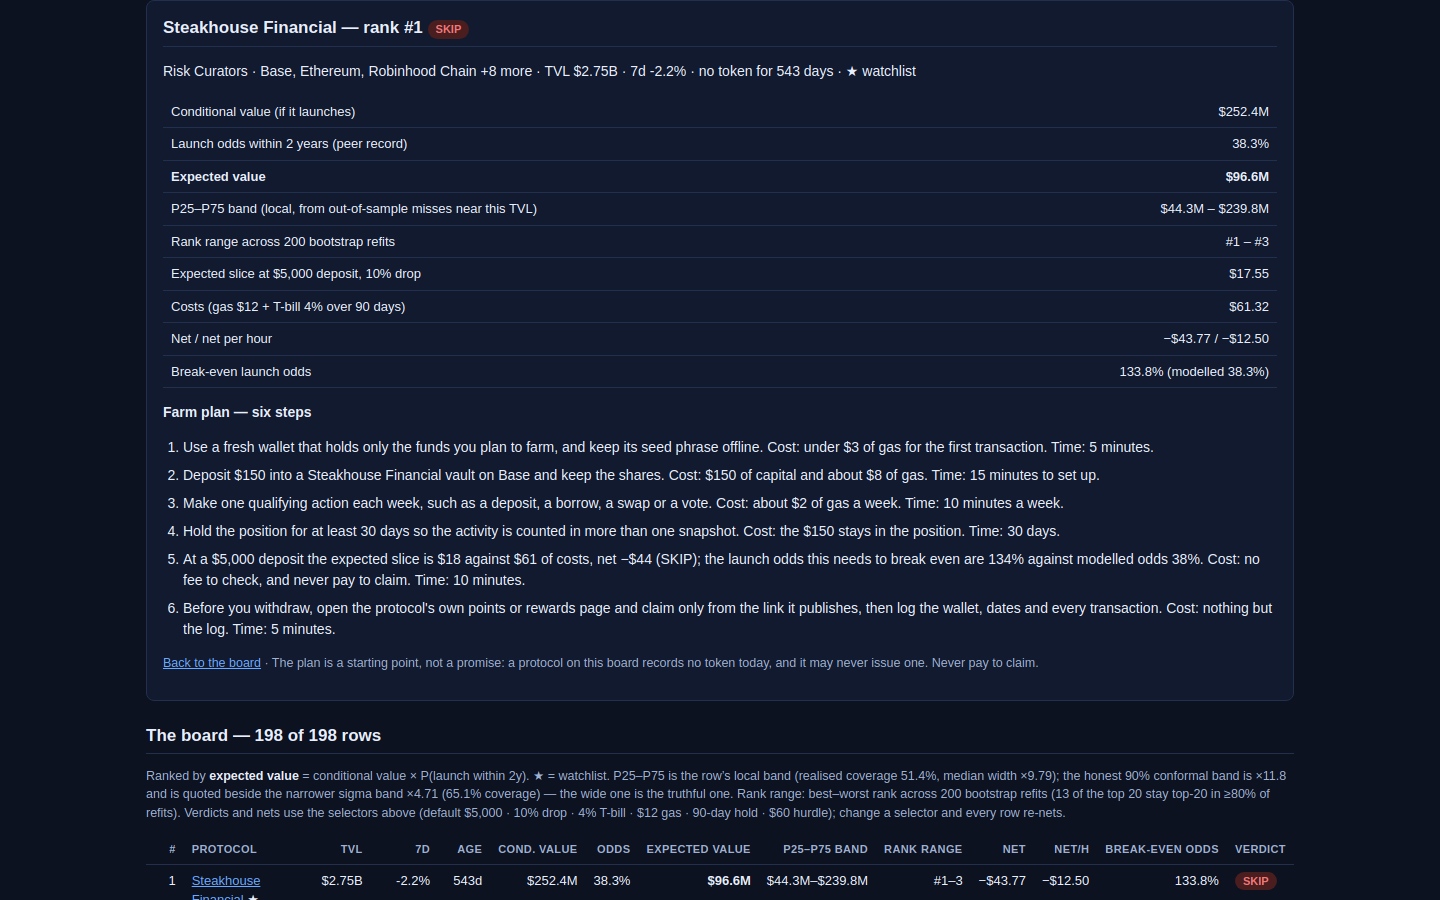 Steakhouse Financial — rank #1 SKIP
Risk Curators · Base, Ethereum, Robinhood Chain +8 more · TVL $2.75B · 7d -2.2% · no token for 543 days · ★ watchlist
Conditional value (if it launches) $252.4M
Launch odds within 2 years (peer record) 38.3%
Expected value $96.6M
P25–P75 band (local, from out-of-sample misses near this TVL) $44.3M – $239.8M
Rank range across 200 bootstrap refits #1 – #3
Expected slice at $5,000 deposit, 10% drop $17.55
Costs (gas $12 + T-bill 4% over 90 days) $61.32
Net / net per hour −$43.77 / −$12.50
Break-even launch odds 133.8% (modelled 38.3%)
Farm plan — six steps
1. Use a fresh wallet that holds only the funds you plan to farm, and keep its seed phrase offline. Cost: under $3 of gas for the first transaction. Time: 5 minutes.
2. Deposit $150 into a Steakhouse Financial vault on Base and keep the shares. Cost: $150 of capital and about $8 of gas. Time: 15 minutes to set up.
3. Make one qualifying action each week, such as a deposit, a borrow, a swap or a vote. Cost: about $2 of gas a week. Time: 10 minutes a week.
4. Hold the position for at least 30 days so the activity is counted in more than one snapshot. Cost: the $150 stays in the position. Time: 30 days.
5. At a $5,000 deposit the expected slice is $18 against $61 of costs, net −$44 (SKIP); the launch odds this needs to break even are 134% against modelled odds 38%. Cost: no
fee to check, and never pay to claim. Time: 10 minutes.
6. Before you withdraw, open the protocol's own points or rewards page and claim only from the link it publishes, then log the wallet, dates and every transaction. Cost: nothing but
the log. Time: 5 minutes.
Back to the board · The plan is a starting point, not a promise: a protocol on this board records no token today, and it may never issue one. Never pay to claim.
The board — 198 of 198 rows
Ranked by expected value = conditional value × P(launch within 2y). ★ = watchlist. P25–P75 is the row's local band (realised coverage 51.4%, median width ×9.79); the honest 90% conformal band is ×11.8
and is quoted beside the narrower sigma band ×4.71 (65.1% coverage) — the wide one is the truthful one. Rank range: best–worst rank across 200 bootstrap refits (13 of the top 20 stay top-20 in ≥80% of
refits). Verdicts and nets use the selectors above (default $5,000 · 10% drop · 4% T-bill · $12 gas · 90-day hold · $60 hurdle); change a selector and every row re-nets.
# PROTOCOL TVL 7D AGE COND. VALUE ODDS EXPECTED VALUE P25–P75 BAND RANK RANGE NET NET/H BREAK-EVEN ODDS VERDICT
1 Steakhouse $2.75B -2.2% 543d $252.4M 38.3% $96.6M $44.3M–$239.8M #1–3 −$43.77 −$12.50 133.8% SKIP
Financial ★